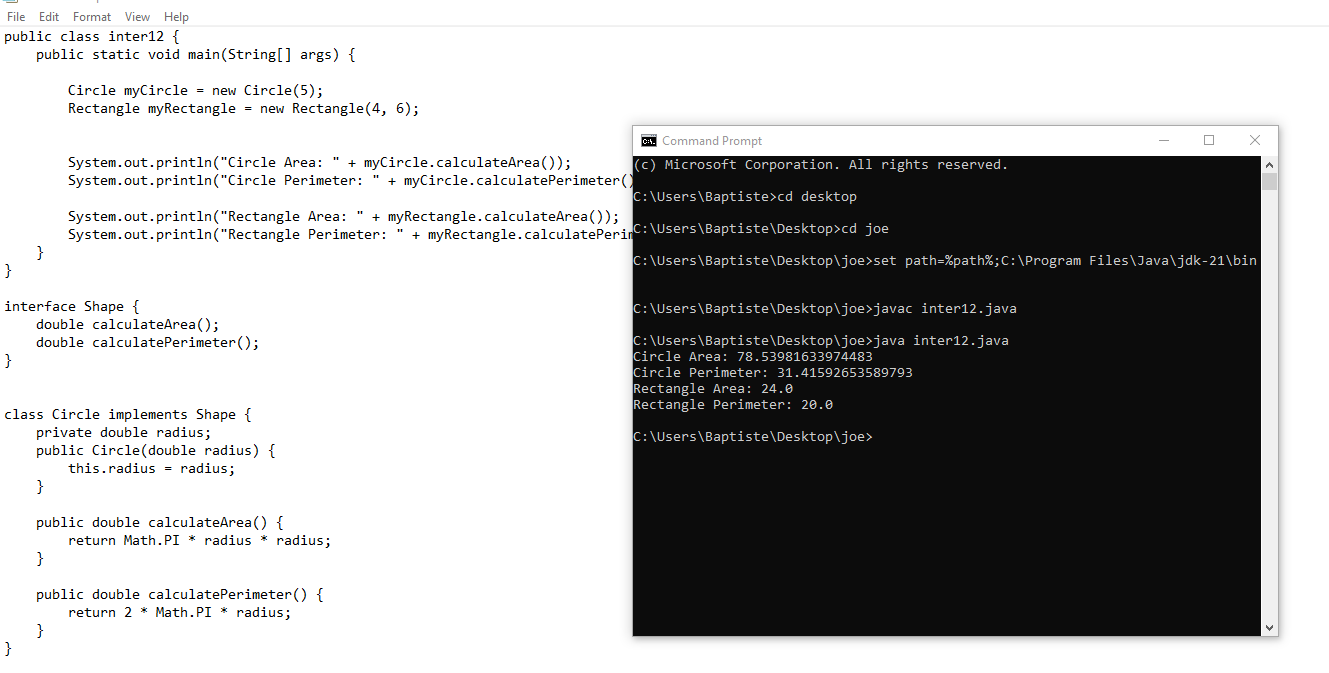 File Edit Format View Help
public class inter12 {
    public static void main(String[] args) {
        Circle myCircle = new Circle(5);
        Rectangle myRectangle = new Rectangle(4, 6);
        System.out.println("Circle Area: " + myCircle.calculateArea());
        System.out.println("Circle Perimeter: " + myCircle.calculatePerimeter()
        System.out.println("Rectangle Area: " + myRectangle.calculateArea());
        System.out.println("Rectangle Perimeter: " + myRectangle.calculatePerim
    }
}
interface Shape {
    double calculateArea();
    double calculatePerimeter();
}
class Circle implements Shape {
    private double radius;
    public Circle(double radius) {
        this.radius = radius;
    }
    public double calculateArea() {
        return Math.PI * radius * radius;
    }
    public double calculatePerimeter() {
        return 2 * Math.PI * radius;
    }
}
Command Prompt
(c) Microsoft Corporation. All rights reserved.
C:\Users\Baptiste>cd desktop
C:\Users\Baptiste\Desktop>cd joe
C:\Users\Baptiste\Desktop\joe>set path=%path%;C:\Program Files\Java\jdk-21\bin
C:\Users\Baptiste\Desktop\joe>javac inter12.java
C:\Users\Baptiste\Desktop\joe>java inter12.java
Circle Area: 78.53981633974483
Circle Perimeter: 31.41592653589793
Rectangle Area: 24.0
Rectangle Perimeter: 20.0
C:\Users\Baptiste\Desktop\joe>